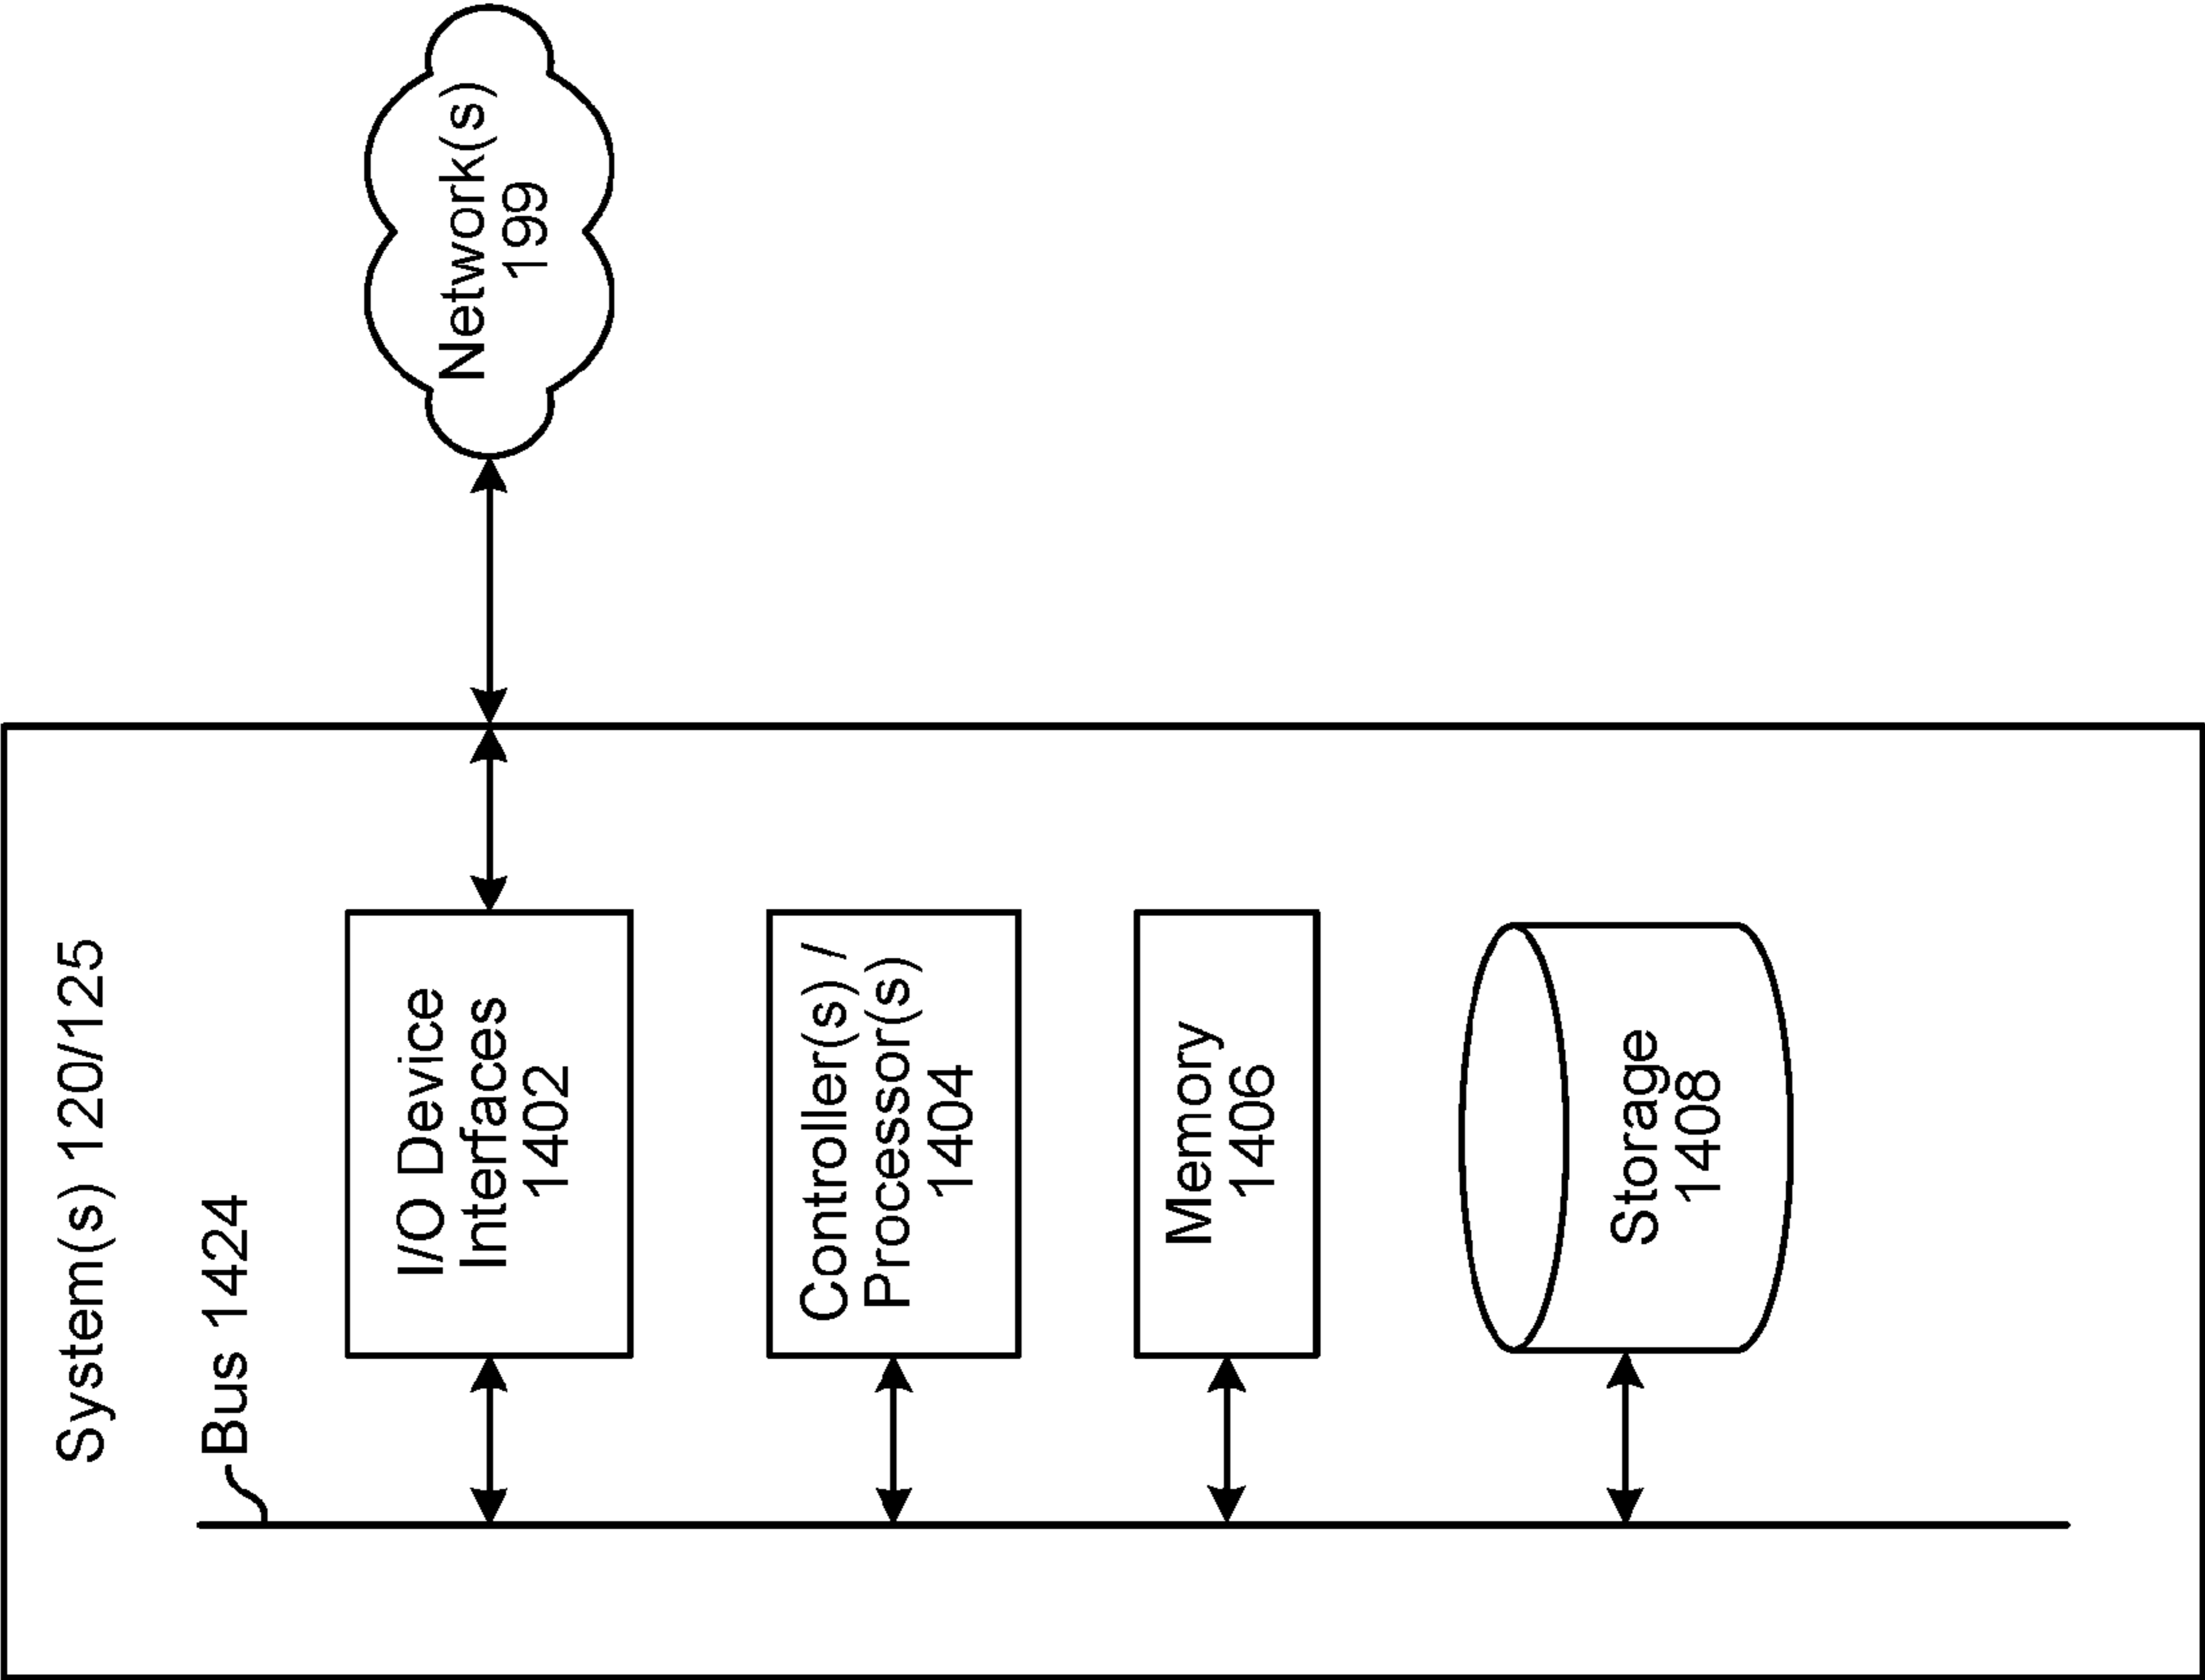 System(s) 120/125
Bus 1424
I/O Device
Interfaces
1402
Network(s)
199
Controller(s) /
Processor(s)
1404
Memory
1406
Storage
1408